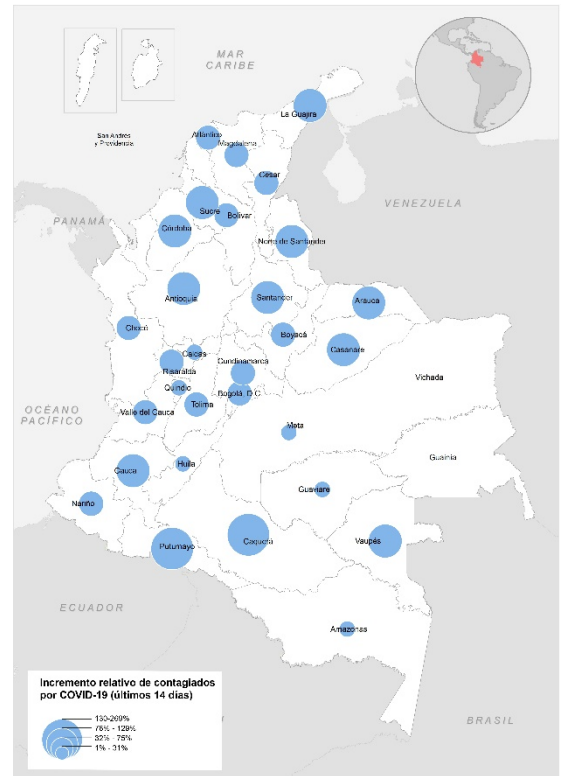 MAR
CARIBE
La Guajira
San Andres
y Providencia
Atlántico
Magdalena
César
VENEZUELA
PANAMÁ
Sucre
Bolívar
Córdoba
Norte de Santander
Antioquia
Santander
Arauca
Chocó
Boyacá
Casanare
Caldas
Cundinamarca
Risaralda
Vichada
Quindío
Bogotá, D.C.
OCÉANO
PACÍFICO
Valle del Cauca
Tolima
Meta
Guainía
Cauca
Huila
Guaviare
Nariño
Putumayo
Caquetá
Vaupés
ECUADOR
Amazonas
Incremento relativo de contagiados
por COVID-19 (últimos 14 días)
130-269%
76% - 129%
32% - 75%
1% - 31%
BRASIL